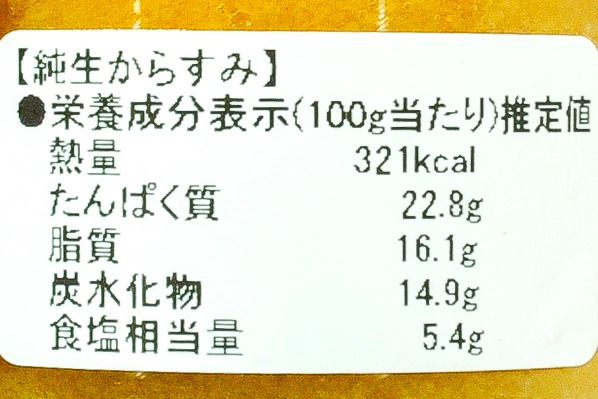 【純生からすみ】
●栄養成分表示(100g当たり)推定値
熱量 321kcal
たんぱく質 22.8g
脂質 16.1g
炭水化物 14.9g
食塩相当量 5.4g